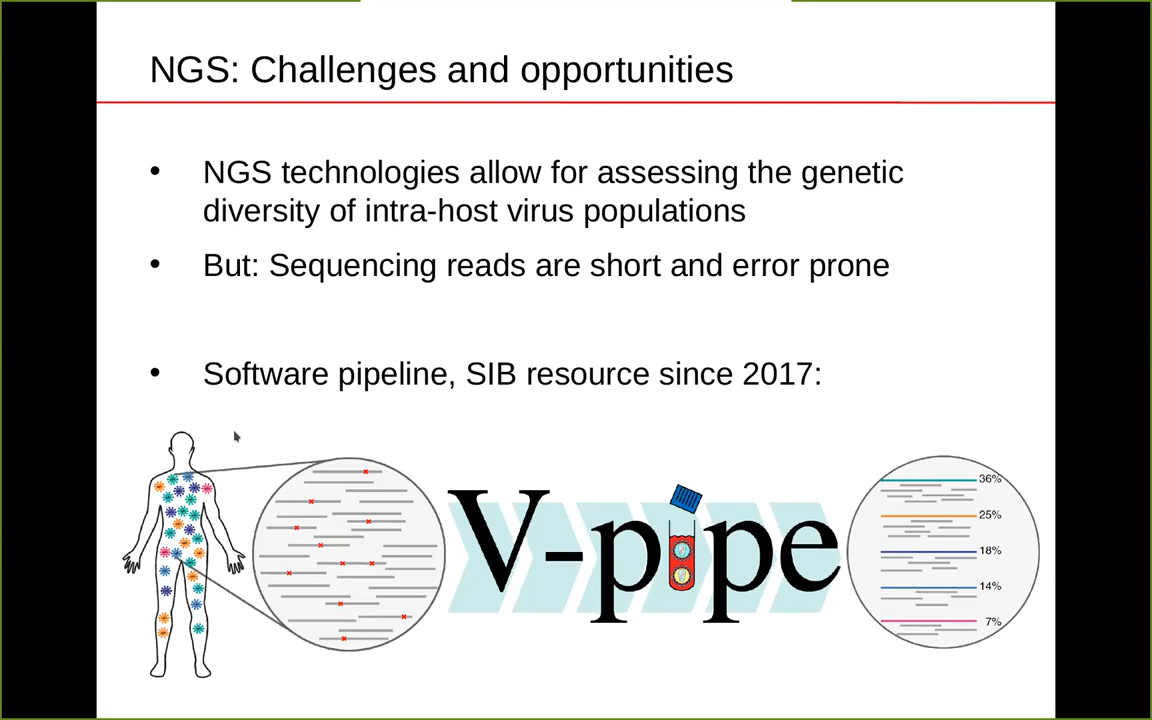 NGS: Challenges and opportunities
• NGS technologies allow for assessing the genetic
diversity of intra-host virus populations
• But: Sequencing reads are short and error prone
• Software pipeline, SIB resource since 2017:
V-pipe
36%
25%
18%
14%
7%